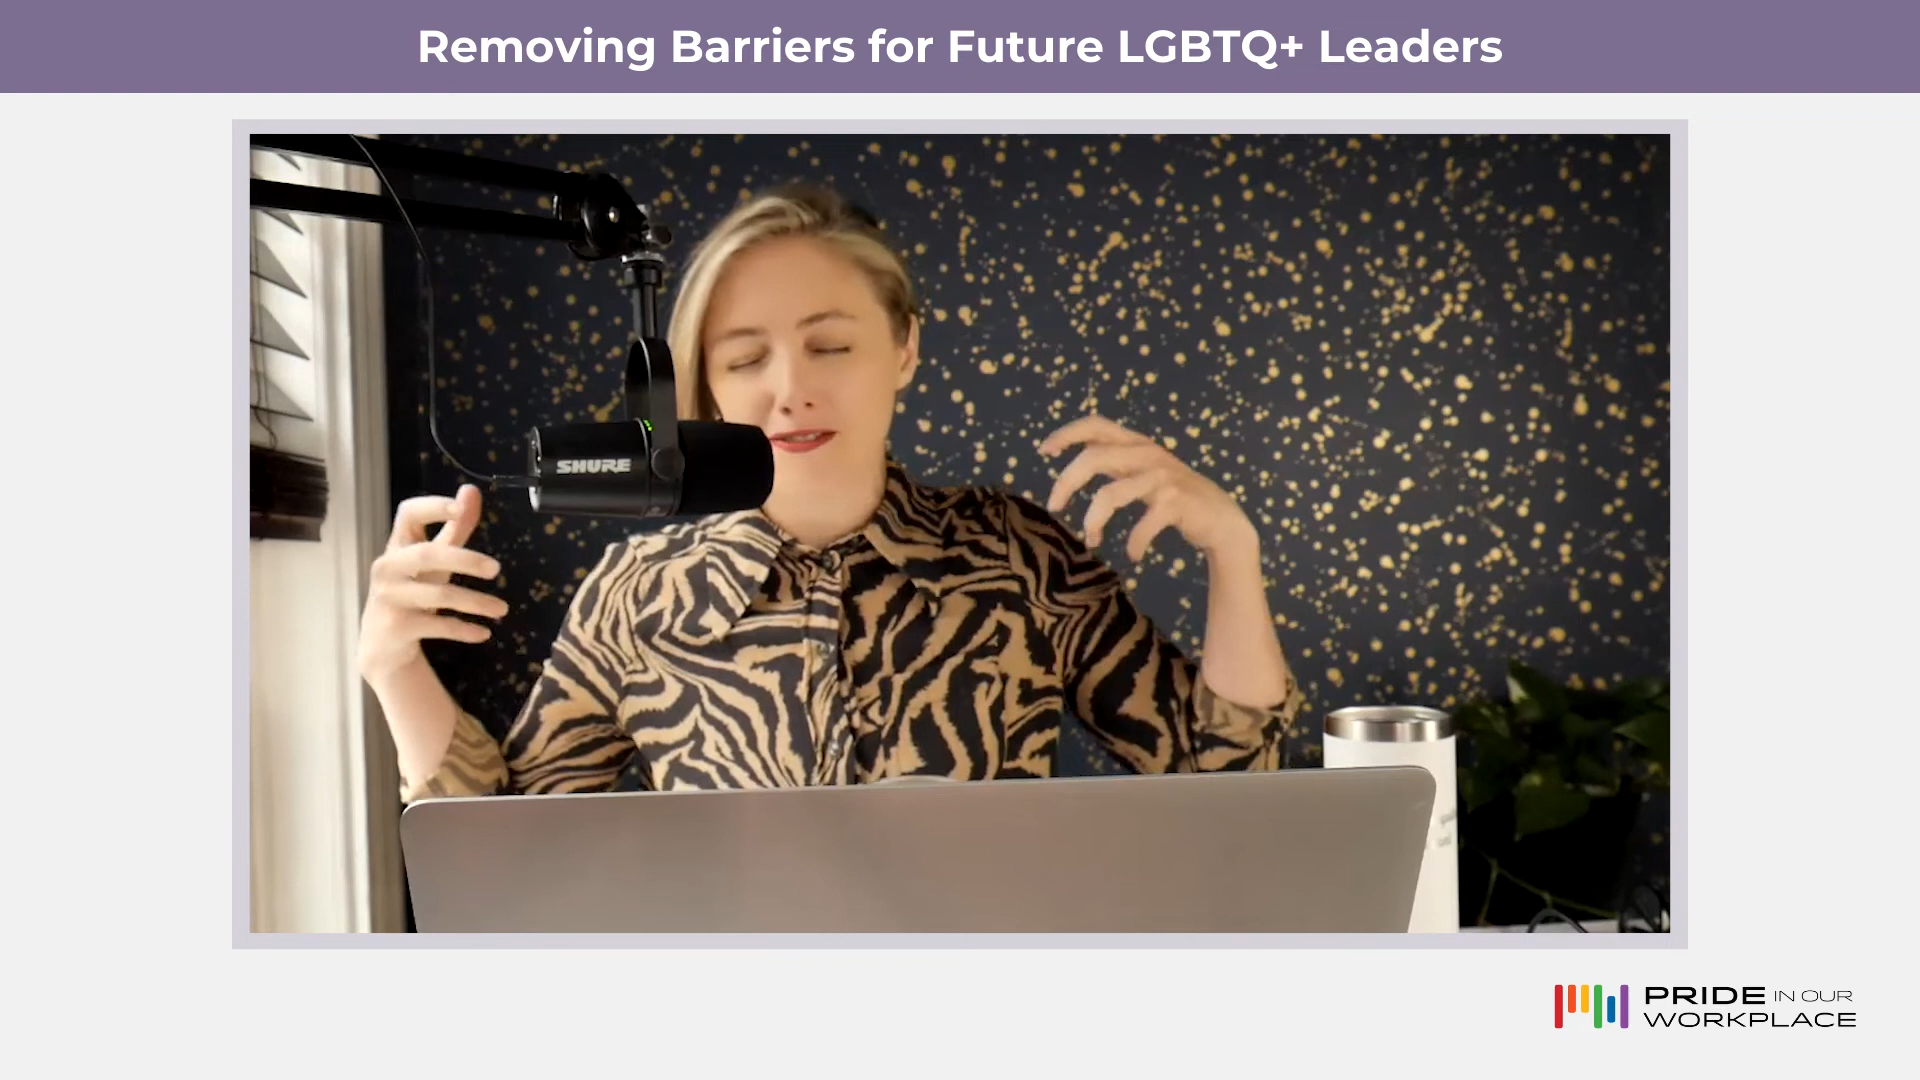 Removing Barriers for Future LGBTQ+ Leaders
SHURE
PRIDE IN OUR
WORKPLACE